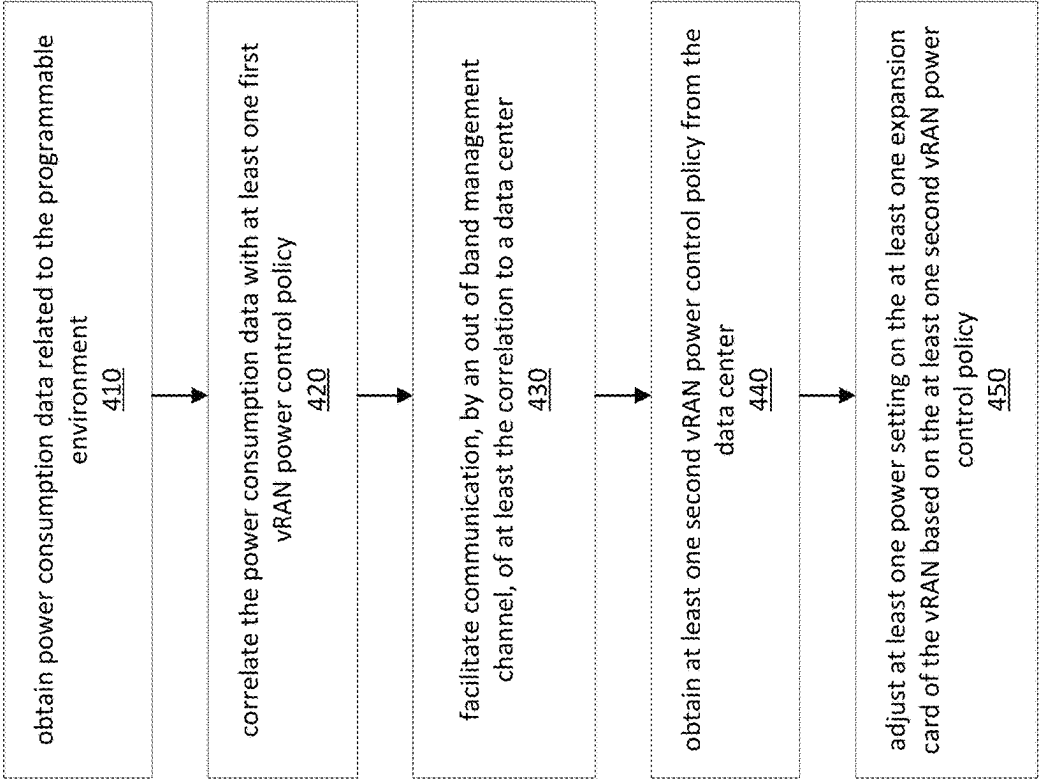 obtain power consumption data related to the programmable
environment
410
correlate the power consumption data with at least one first
vRAN power control policy
420
facilitate communication, by an out of band management
channel, of at least the correlation to a data center
430
obtain at least one second vRAN power control policy from the
data center
440
adjust at least one power setting on the at least one expansion
card of the vRAN based on the at least one second vRAN power
control policy
450